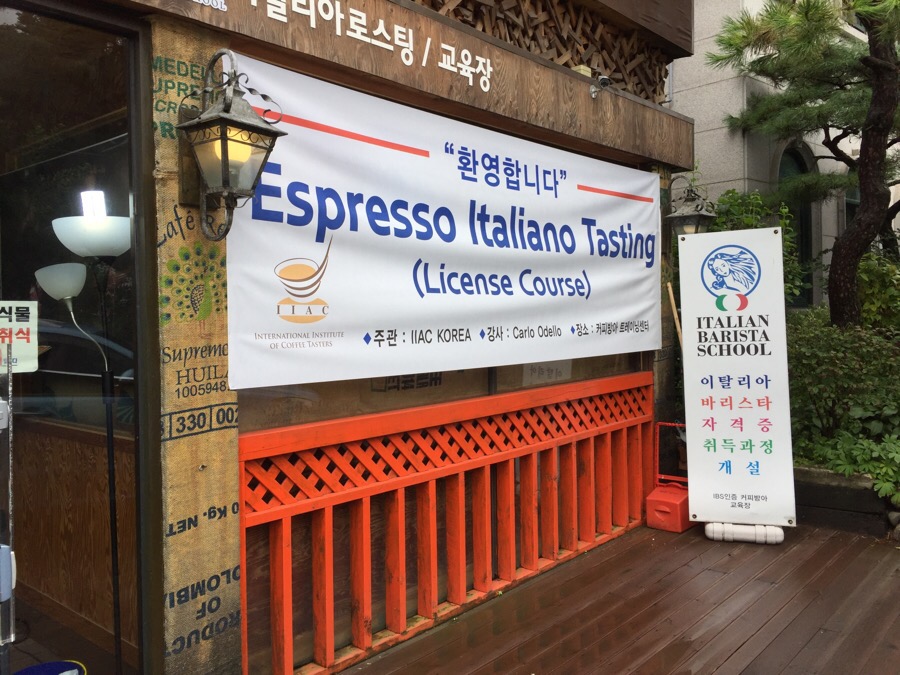 리아로스팅 / 교육장
"환영합니다"
Espresso Italiano Tasting
(License Course)
IIAC
INTERNATIONAL INSTITUTE
OF COFFEE TASTERS
◆주관 : IIAC KOREA ◆강사 : Carlo Odello ◆장소 : 커피방아 트레이닝센터
ITALIAN
BARISTA
SCHOOL
이탈리아
바리스타
자격증
취득과정
개 설
IBS인증 커피방아
교육장
식물
취식
Café
Supremo
HUILA
330 002
Kg. NET
COLOMBIA
OF
PRODUCT